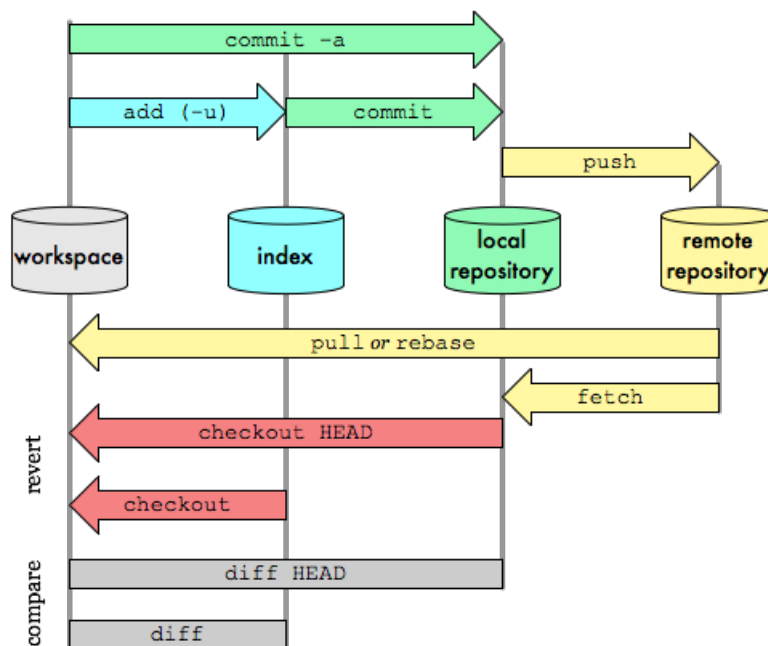 commit -a
add (-u)
commit
push
workspace
index
local
repository
remote
repository
pull or rebase
fetch
revert
checkout HEAD
checkout
compare
diff HEAD
diff